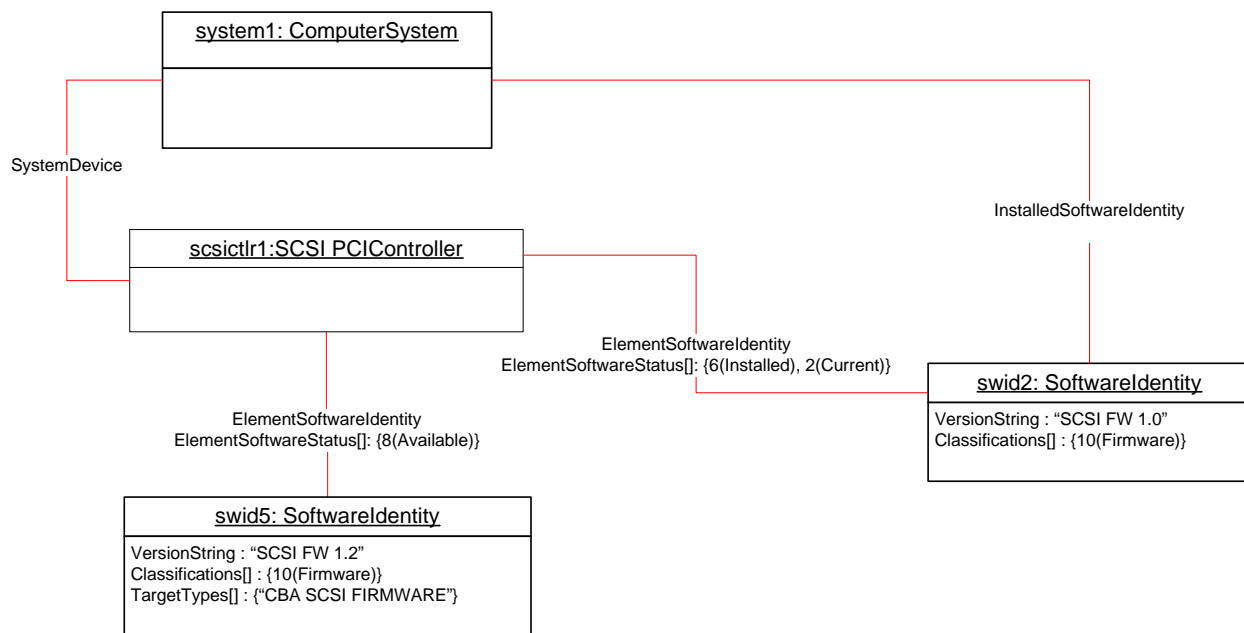 system1: ComputerSystem
SystemDevice
InstalledSoftwareIdentity
scsictlr1:SCSI PCIController
ElementSoftwareIdentity
ElementSoftwareStatus[]: {6(Installed), 2(Current)}
swid2: SoftwareIdentity
VersionString : “SCSI FW 1.0”
Classifications[] : {10(Firmware)}
ElementSoftwareIdentity
ElementSoftwareStatus[]: {8(Available)}
swid5: SoftwareIdentity
VersionString : “SCSI FW 1.2”
Classifications[] : {10(Firmware)}
TargetTypes[] : {“CBA SCSI FIRMWARE”}